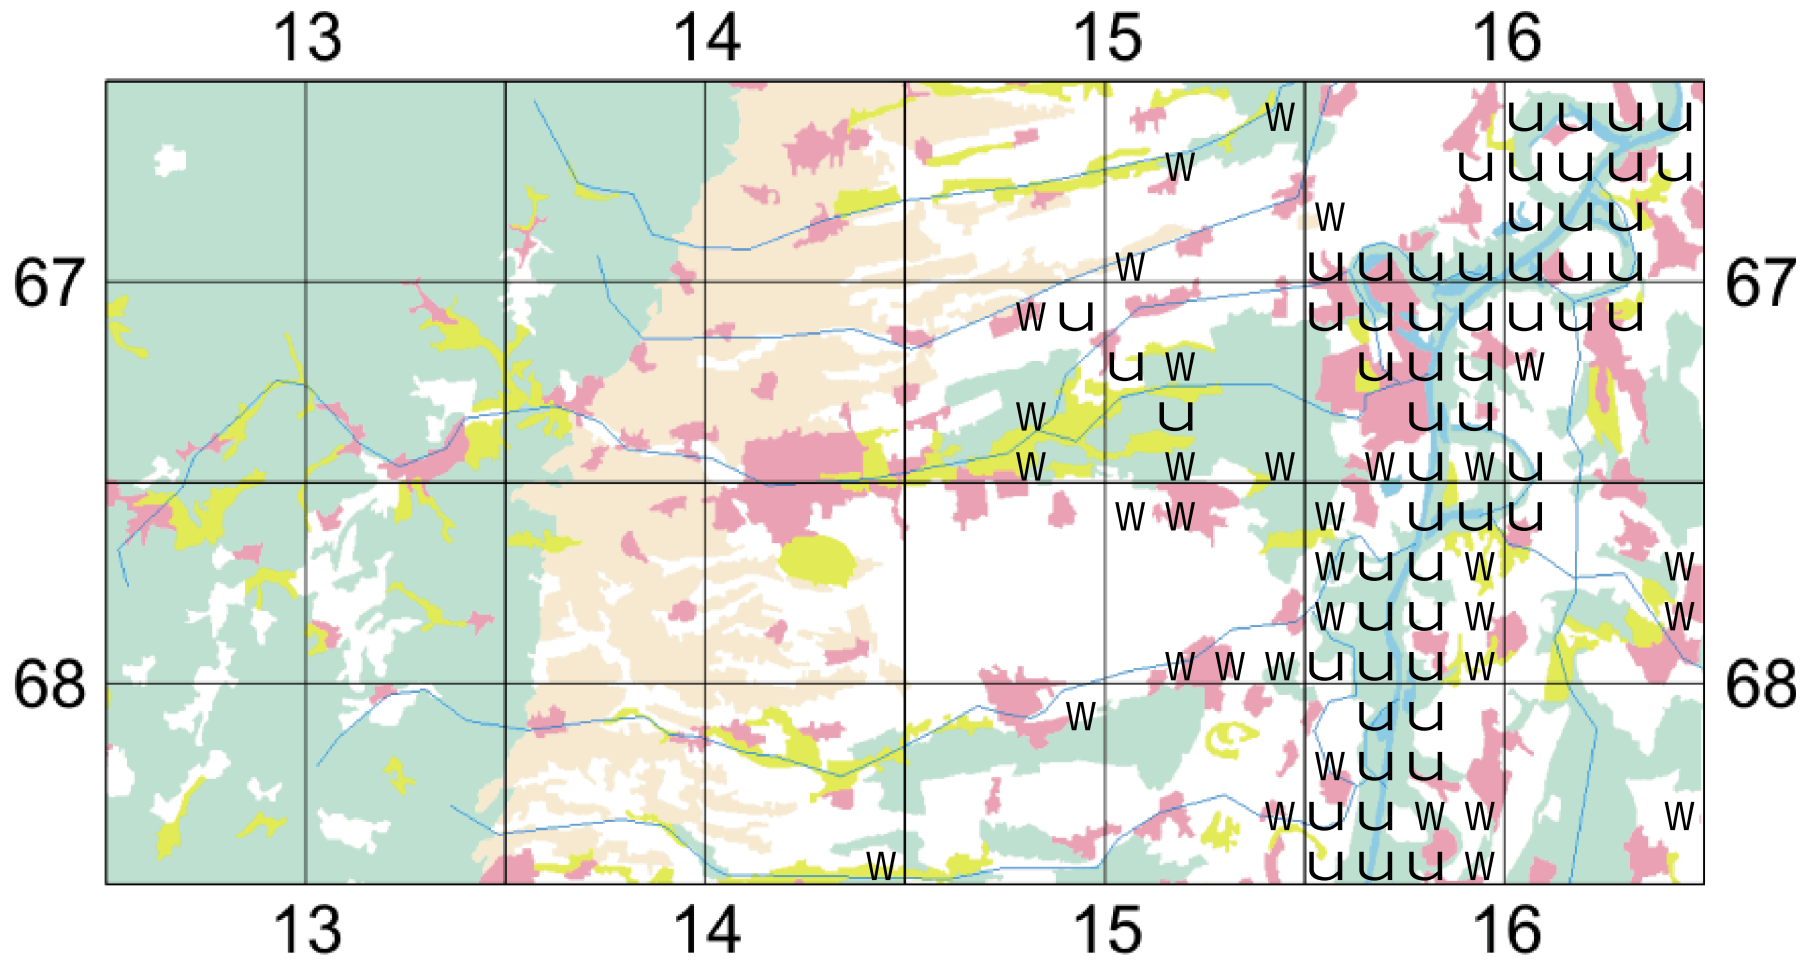 13 14 15 16
W u u u u
W u u u u u
W u u u
W u u u u u u u
67 67
W u u u u u u u u
u W u u u W
W u u u
W W W W u W u
W W W u u u
W u u W W
W u u W W
W W W u u u W
68 68
W u u
W u u
W u u W W W
W u u u W
13 14 15 16